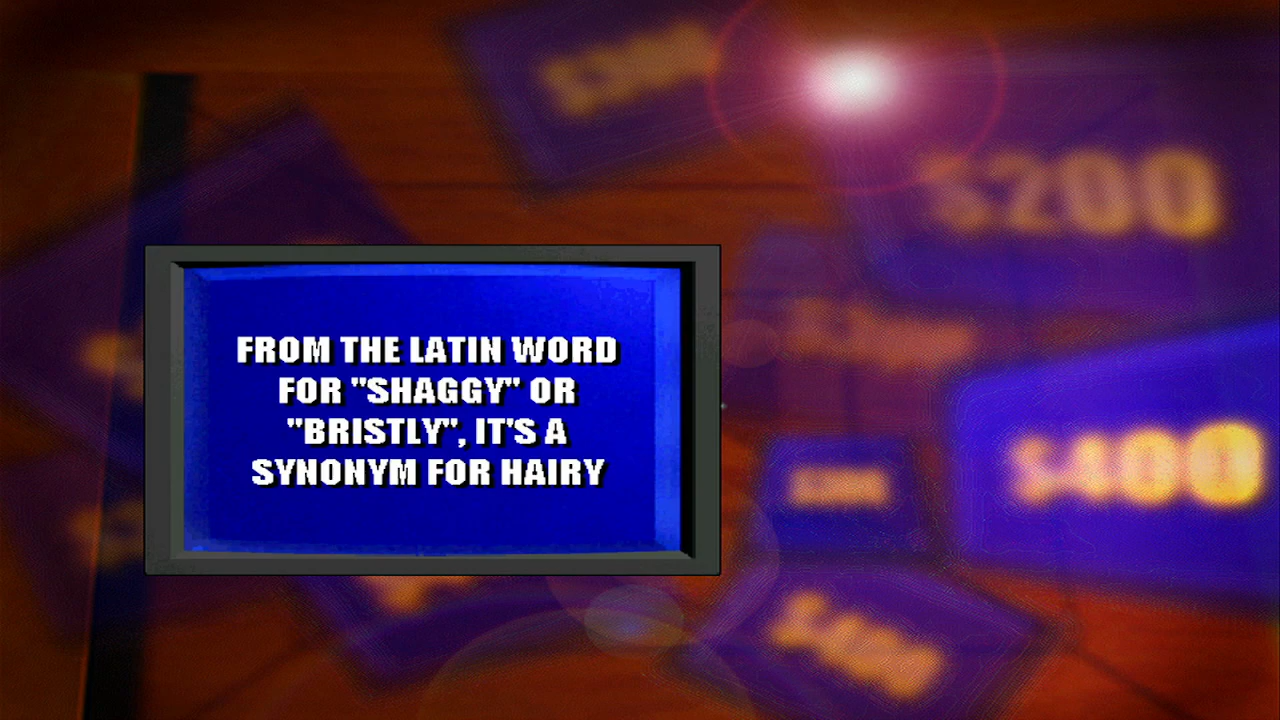 $200
$400
FROM THE LATIN WORD
FOR "SHAGGY" OR
"BRISTLY", IT'S A
SYNONYM FOR HAIRY